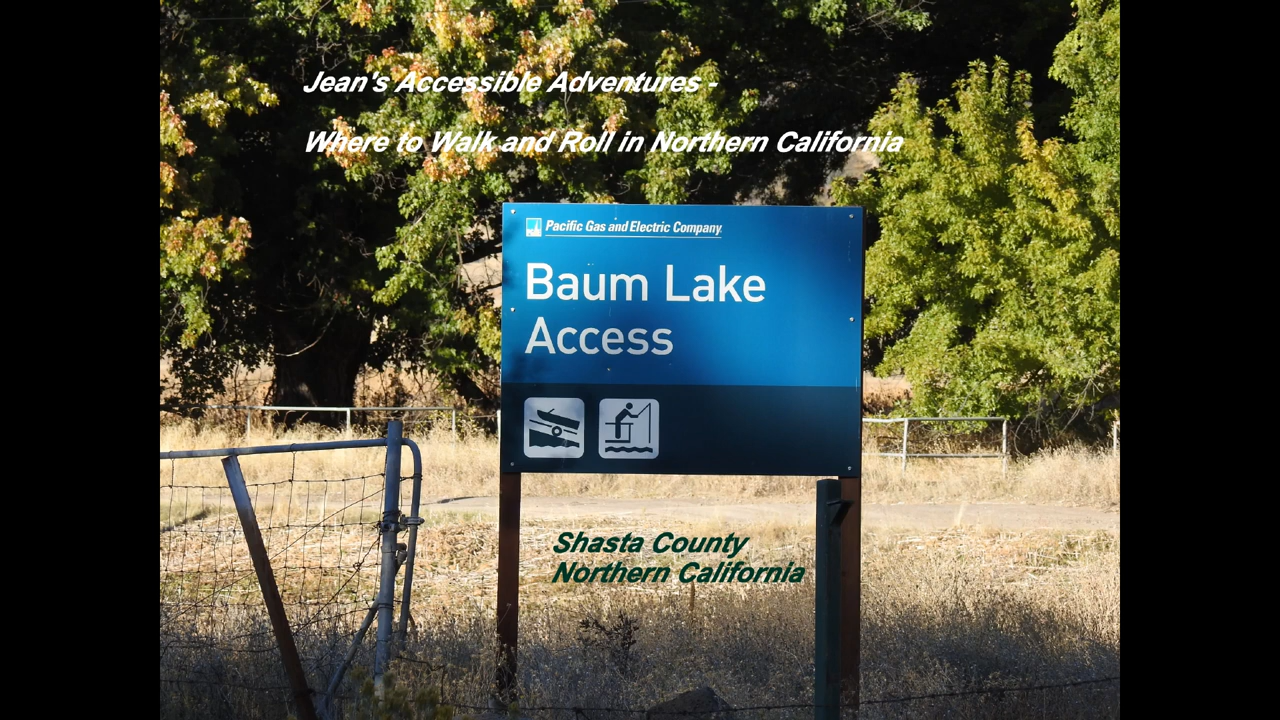 Jean's Accessible Adventures -
Where to Walk and Roll in Northern California
Pacific Gas and Electric Company
Baum Lake
Access
Shasta County
Northern California